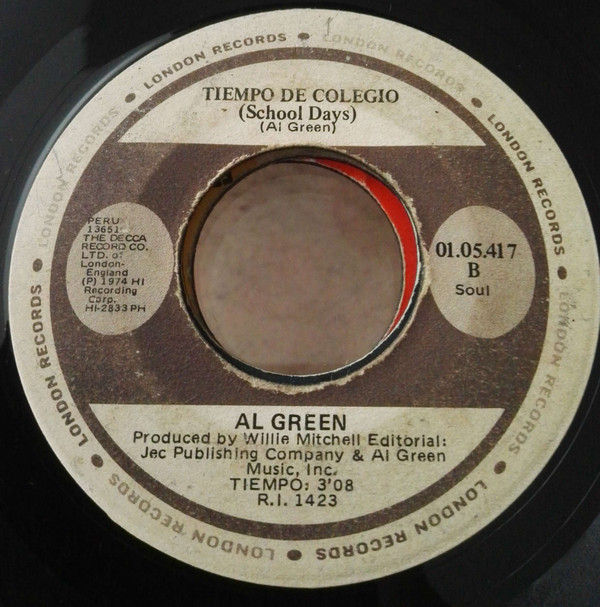 LONDON RECORDS • LONDON RECORDS • LONDON RECORDS • LONDON RECORDS • LONDON RECORDS • LONDON RECORDS • LONDON RECORDS • LONDON RECORDS • LONDON RECORDS
TIEMPO DE COLEGIO
(School Days)
(Al Green)
PERU
13651
THE DECCA
RECORD CO.
LTD. of
London-
England
(P) 1974 HI
Recording
Corp.
HI-2833 PH
01.05.417
B
Soul
AL GREEN
Produced by Willie Mitchell Editorial:
Jec Publishing Company & Al Green
Music, Inc.
TIEMPO: 3'08
R.I. 1423